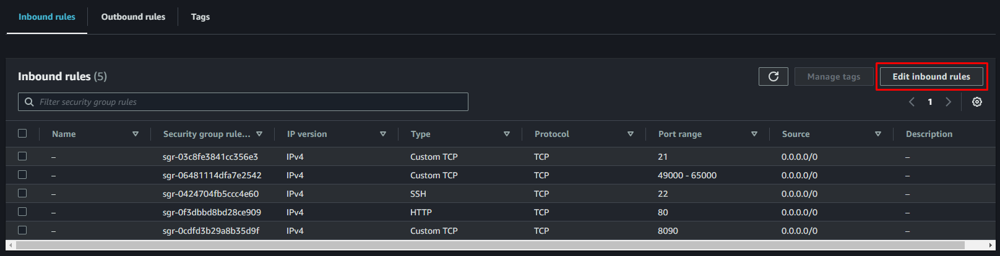 Inbound rules Outbound rules Tags
Inbound rules (5) Manage tags Edit inbound rules
Filter security group rules 1
Name Security group rule... IP version Type Protocol Port range Source Description
– sgr-03c8fe3841cc356e3 IPv4 Custom TCP TCP 21 0.0.0.0/0 –
– sgr-06481114dfa7e2542 IPv4 Custom TCP TCP 49000 - 65000 0.0.0.0/0 –
– sgr-0424704fb5ccc4e60 IPv4 SSH TCP 22 0.0.0.0/0 –
– sgr-0f3dbbd8bd28ce909 IPv4 HTTP TCP 80 0.0.0.0/0 –
– sgr-0cdfd3b29a8b35d9f IPv4 Custom TCP TCP 8090 0.0.0.0/0 –